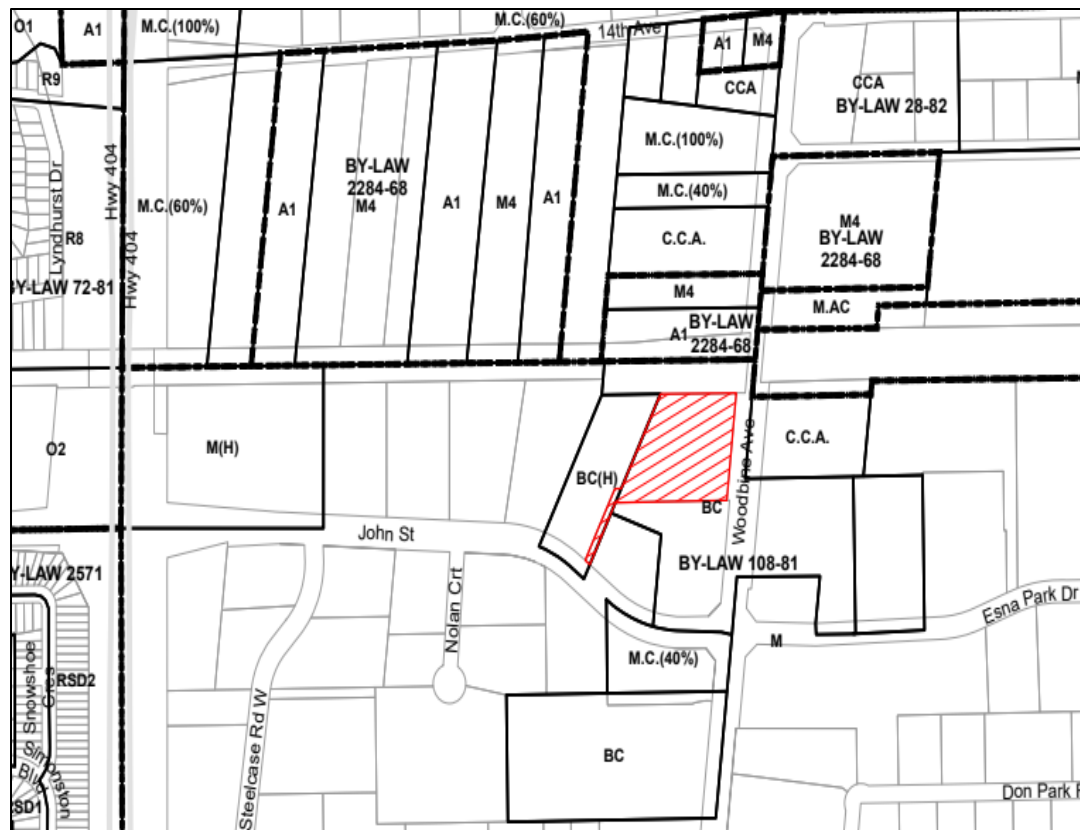 O1
A1
M.C.(100%)
M.C.(60%)
14th Ave
A1
M4
CCA
CCA
BY-LAW 28-82
R9
Lyndhurst Dr
R8
BY-LAW 72-81
Hwy 404
Hwy 404
M.C.(60%)
A1
BY-LAW
2284-68
M4
A1
M4
A1
M.C.(100%)
M.C.(40%)
C.C.A.
M4
BY-LAW
2284-68
A1
M4
BY-LAW
2284-68
M.AC
O2
M(H)
BC(H)
BC
Woodbine Ave
C.C.A.
John St
BY-LAW 108-81
Y-LAW 2571
Nolan Crt
Esna Park Dr
M
M.C.(40%)
RSD2
Snowshoe
Cres
Simonston
Blvd
SD1
Steelcase Rd W
BC
Don Park